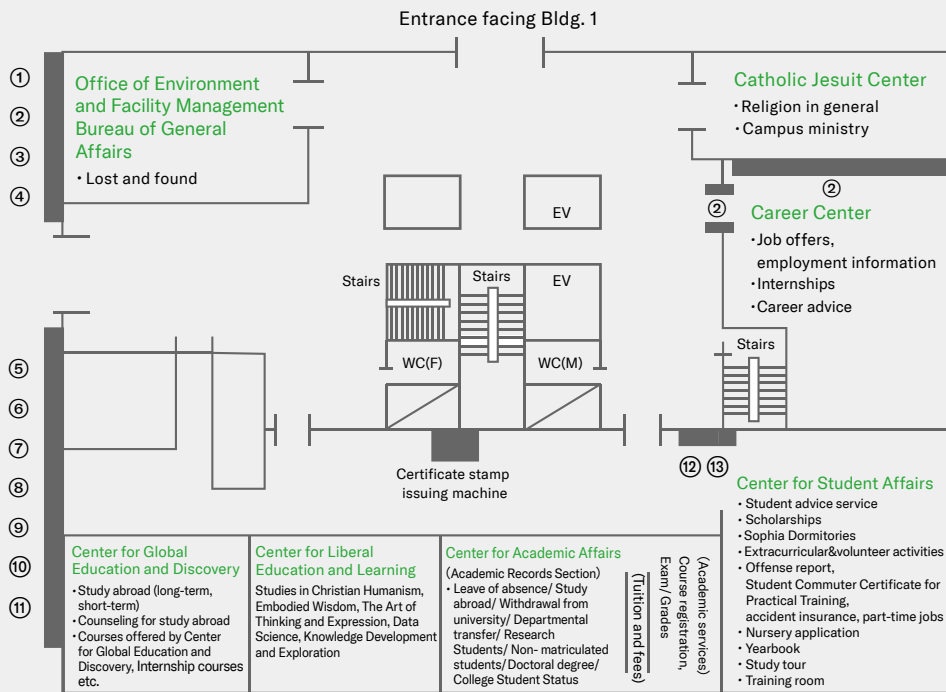 Entrance facing Bldg. 1
①
②
③
④
Office of Environment
and Facility Management
Bureau of General
Affairs
・Lost and found
Catholic Jesuit Center
・Religion in general
・Campus ministry
②
②
Career Center
・Job offers,
employment information
・Internships
・Career advice
EV
Stairs
Stairs
EV
WC(F)
WC(M)
Stairs
⑤
⑥
⑦
⑧
⑨
⑩
⑪
Certificate stamp
issuing machine
⑫ ⑬
Center for Student Affairs
・Student advice service
・Scholarships
・Sophia Dormitories
・Extracurricular&volunteer activities
・Offense report,
Student Commuter Certificate for
Practical Training,
accident insurance, part-time jobs
・Nursery application
・Yearbook
・Study tour
・Training room
Center for Global
Education and Discovery
・Study abroad (long-term,
short-term)
・Counseling for study abroad
・Courses offered by Center
for Global Education and
Discovery, Internship courses
etc.
Center for Liberal
Education and Learning
Studies in Christian Humanism,
Embodied Wisdom, The Art of
Thinking and Expression, Data
Science, Knowledge Development
and Exploration
Center for Academic Affairs
(Academic Records Section)
・Leave of absence/ Study
abroad/ Withdrawal from
university/ Departmental
transfer/ Research
Students/ Non- matriculated
students/Doctoral degree/
College Student Status
(Tuition and fees)
(Academic services)
Course registration,
Exam/ Grades